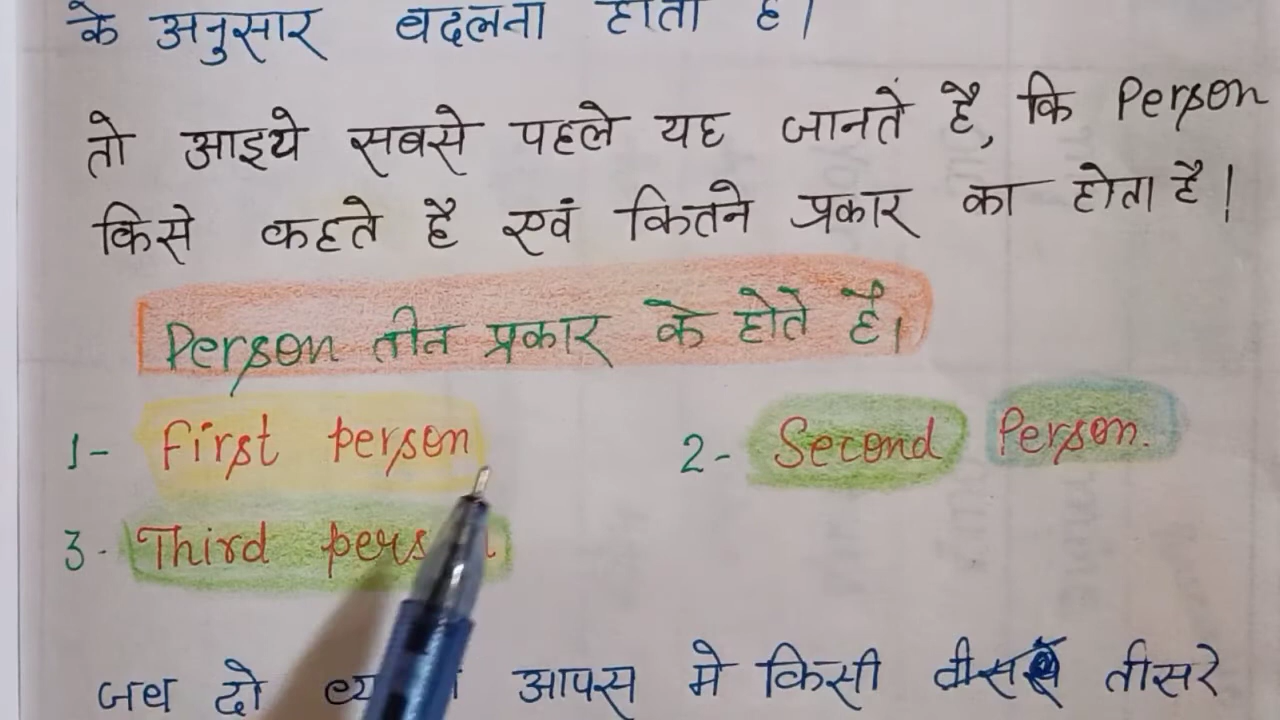 के अनुसार बदलना होता है।
तो आइये सबसे पहले यह जानते है, कि Person
किसे कहते है एवं कितने प्रकार का होता है।
Person तीन प्रकार के होते है।
1- First person 2- Second Person.
3- Third person
जब दो आपस मे किसी तीसरे